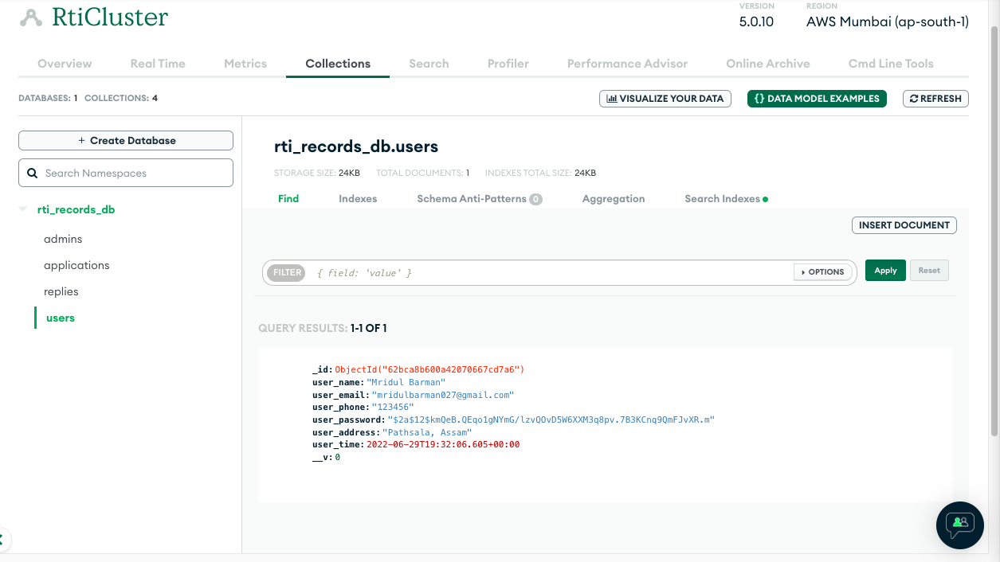 RtiCluster
VERSION
5.0.10
REGION
AWS Mumbai (ap-south-1)
Overview Real Time Metrics Collections Search Profiler Performance Advisor Online Archive Cmd Line Tools
DATABASES: 1 COLLECTIONS: 4
VISUALIZE YOUR DATA
{} DATA MODEL EXAMPLES
REFRESH
+ Create Database
Search Namespaces
rti_records_db
admins
applications
replies
users
rti_records_db.users
STORAGE SIZE: 24KB TOTAL DOCUMENTS: 1 INDEXES TOTAL SIZE: 24KB
Find Indexes Schema Anti-Patterns 0 Aggregation Search Indexes
INSERT DOCUMENT
FILTER { field: 'value' } OPTIONS Apply Reset
QUERY RESULTS: 1-1 OF 1
_id: ObjectId("62bca8b600a42070667cd7a6")
user_name: "Mridul Barman"
user_email: "mridulbarman027@gmail.com"
user_phone: "123456"
user_password: "$2a$12$kmQeB.QEqo1gNYmG/lzvQOvD5W6XXM3q8pv.7B3KCnq9QmFJvXR.m"
user_address: "Pathsala, Assam"
user_time: 2022-06-29T19:32:06.605+00:00
__v: 0